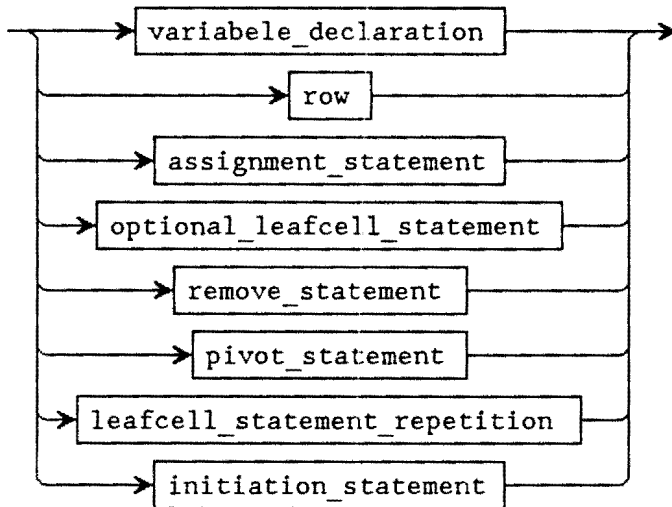 variabele_declaration
row
assignment_statement
optional_leafcell_statement
remove_statement
pivot_statement
leafcell_statement_repetition
initiation_statement